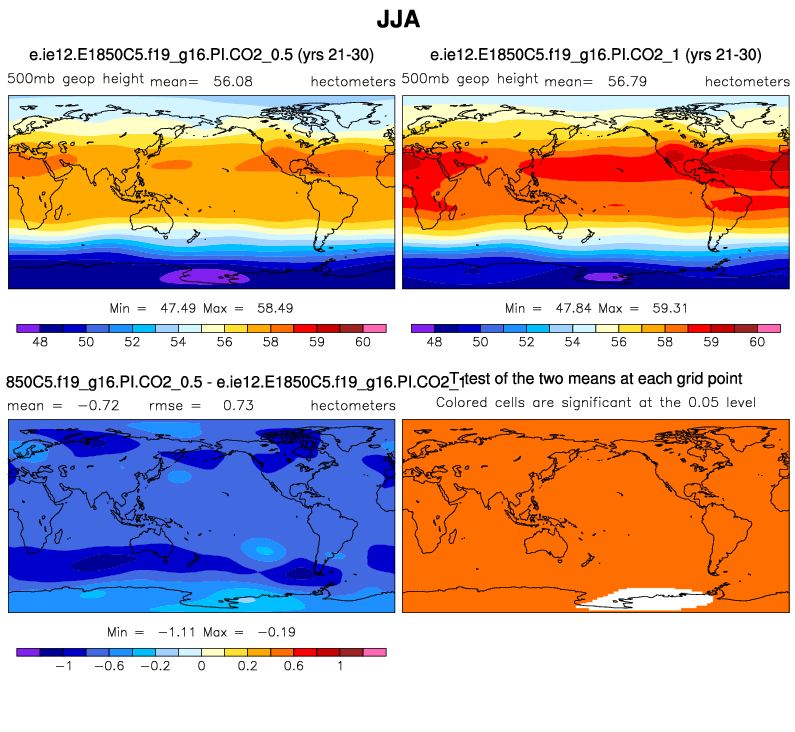 JJA
e.ie12.E1850C5.f19_g16.PI.CO2_0.5 (yrs 21-30)
500mb geop height mean= 56.08 hectometers
Min = 47.49 Max = 58.49
48 50 52 54 56 57 58 59 60
e.ie12.E1850C5.f19_g16.PI.CO2_1 (yrs 21-30)
500mb geop height mean= 56.79 hectometers
Min = 47.84 Max = 59.31
48 50 52 54 56 57 58 59 60
850C5.f19_g16.PI.CO2_0.5 - e.ie12.E1850C5.f19_g16.PI.CO2_1
mean = −0.72 rmse = 0.73 hectometers
Min = −1.11 Max = −0.19
−1 −0.6 −0.2 0 0.2 0.6 1
T-test of the two means at each grid point
Colored cells are significant at the 0.05 level